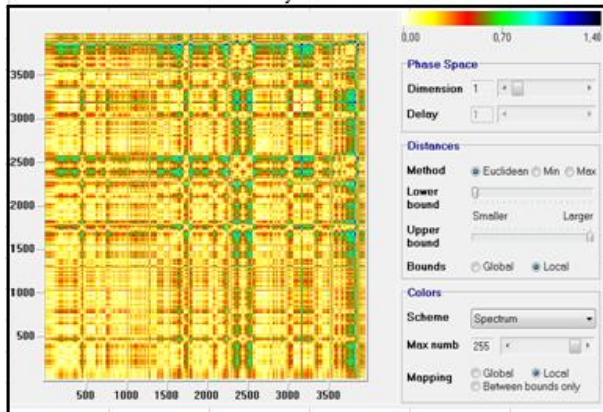 0,00 0,70 1,40
Phase Space
Dimension 1
Delay 1
Distances
Method Euclidean Min Max
Lower bound
Smaller Larger
Upper bound
Bounds Global Local
Colors
Scheme Spectrum
Max numb 255
Mapping Global Local
Between bounds only
4000
3500
3000
2500
2000
1500
1000
500
500 1000 1500 2000 2500 3000 3500